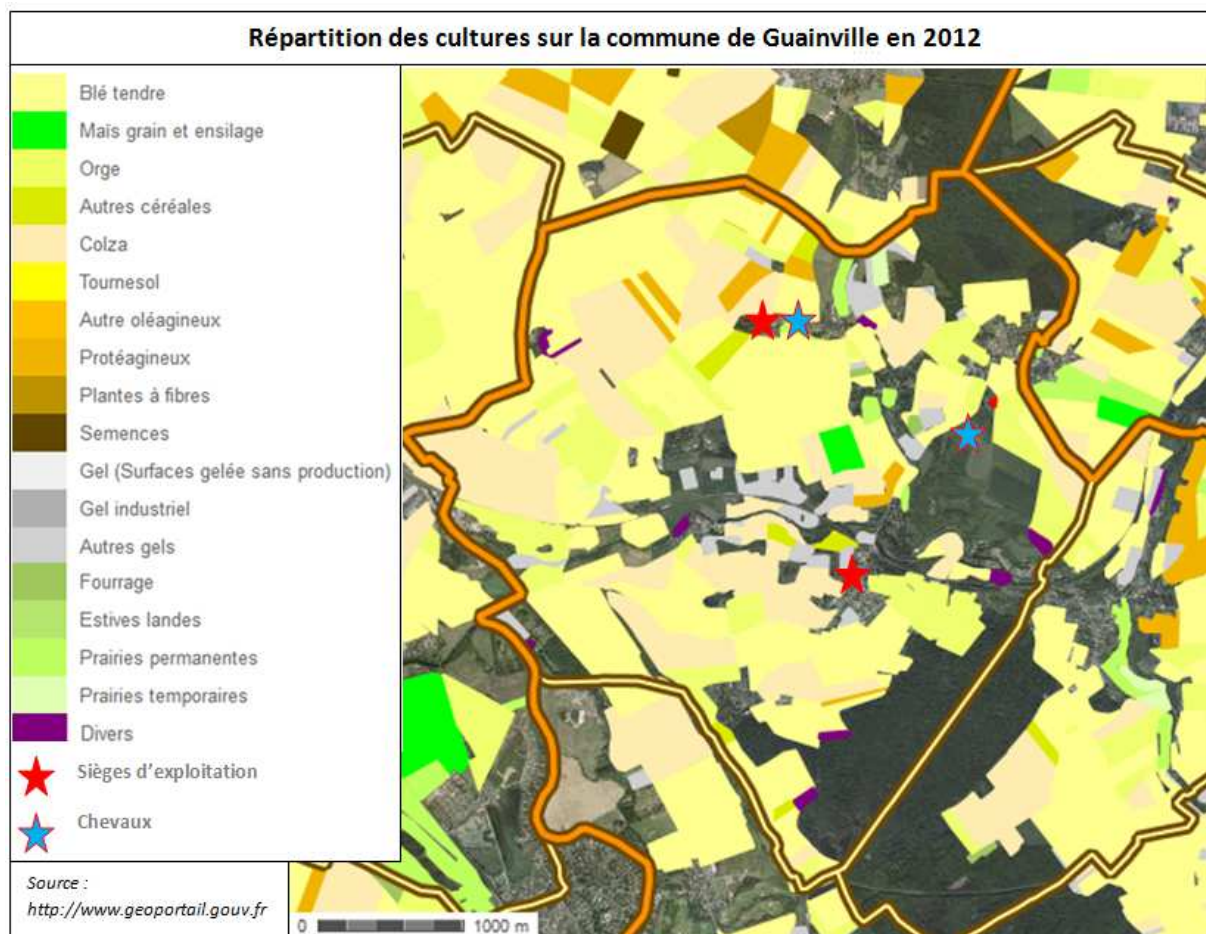 Répartition des cultures sur la commune de Guainville en 2012
Blé tendre
Maïs grain et ensilage
Orge
Autres céréales
Colza
Tournesol
Autre oléagineux
Protéagineux
Plantes à fibres
Semences
Gel (Surfaces gelée sans production)
Gel industriel
Autres gels
Fourrage
Estives landes
Prairies permanentes
Prairies temporaires
Divers
Sièges d'exploitation
Chevaux
Source :
http://www.geoportail.gouv.fr
0 1000 m